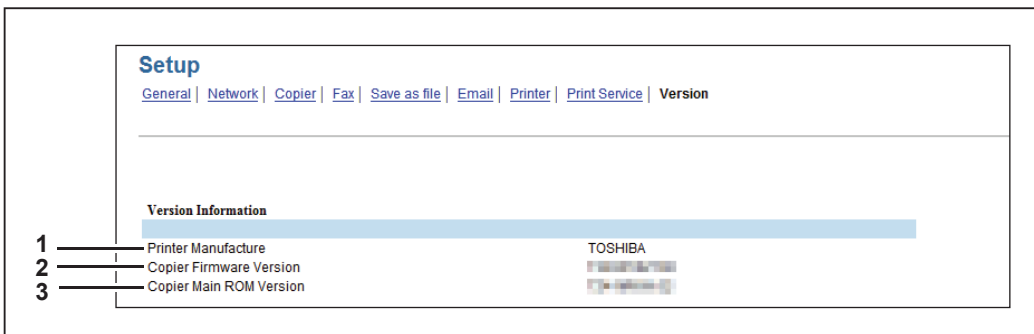 Setup
General | Network | Copier | Fax | Save as file | Email | Printer | Print Service | Version
Version Information
1 Printer Manufacture TOSHIBA
2 Copier Firmware Version
3 Copier Main ROM Version